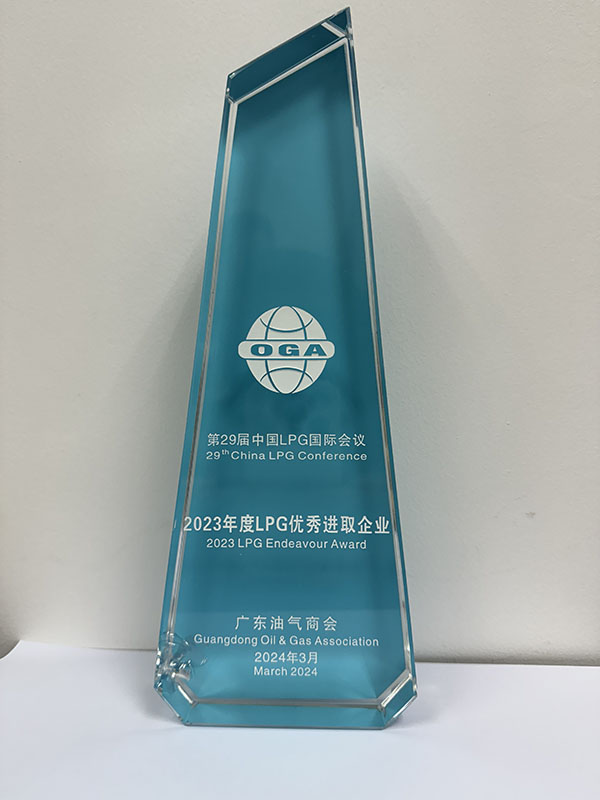 OGA
第29届中国LPG国际会议
29th China LPG Conference
2023年度LPG优秀进取企业
2023 LPG Endeavour Award
广东油气商会
Guangdong Oil & Gas Association
2024年3月
March 2024